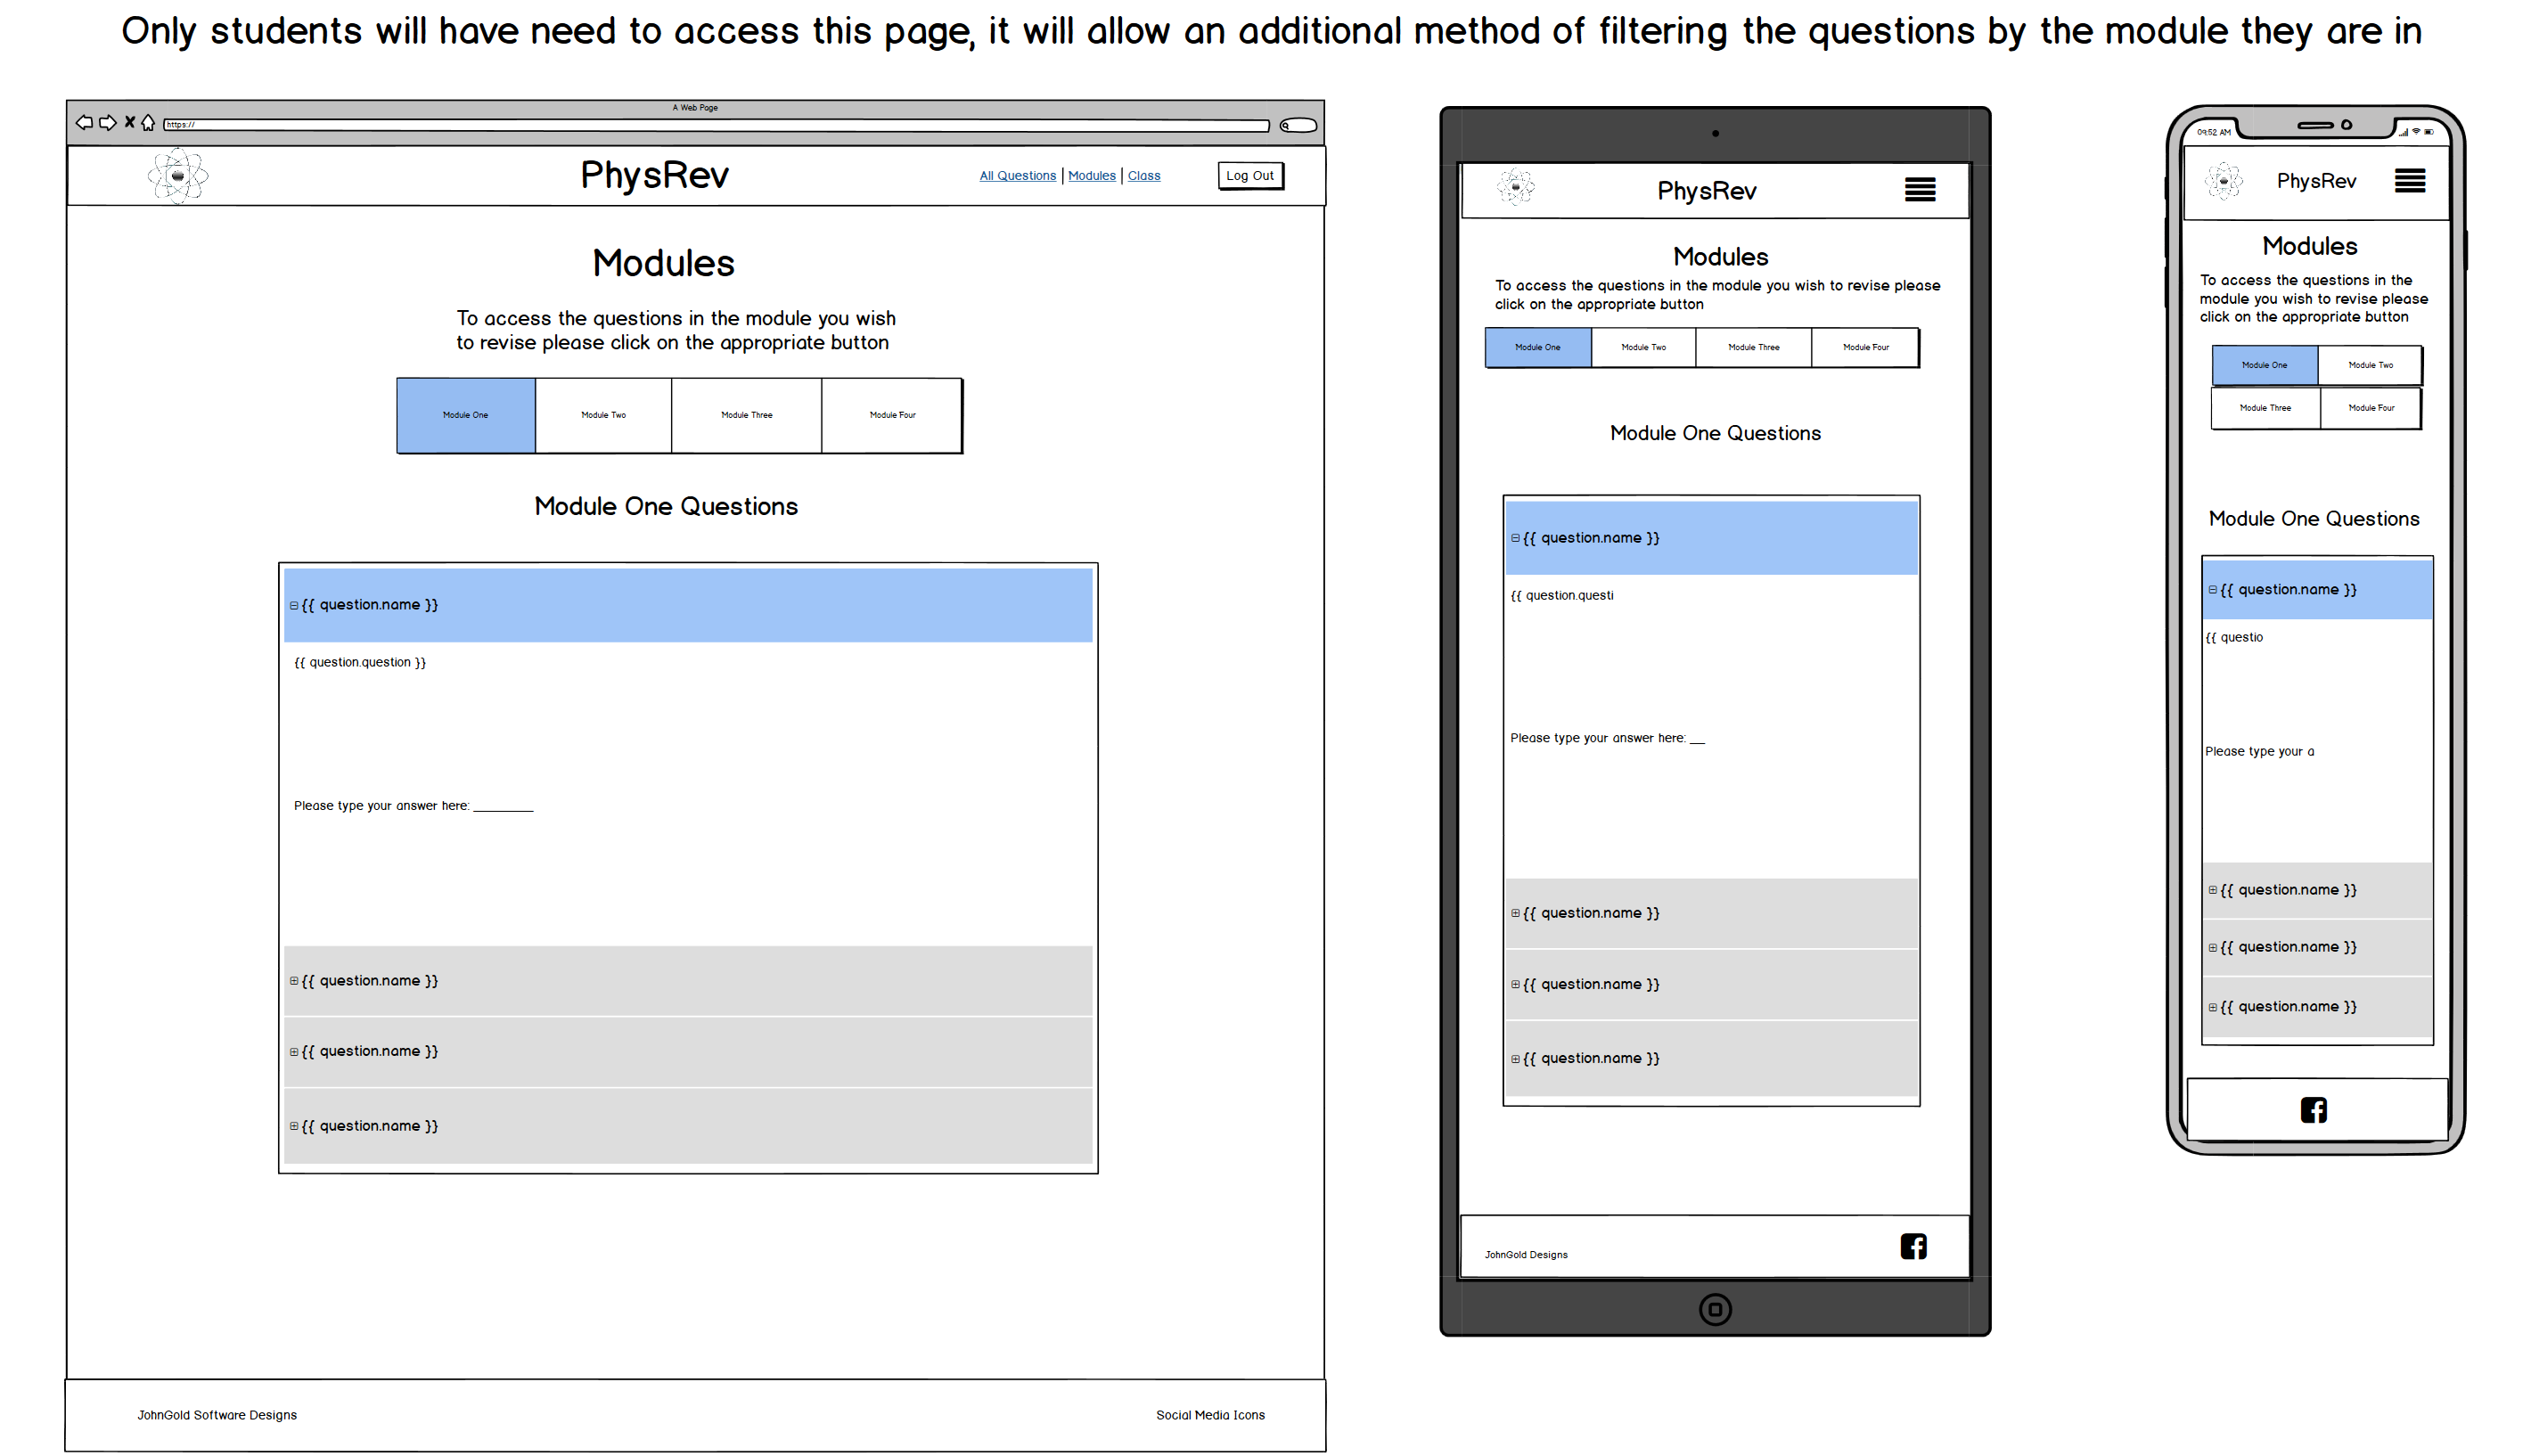 Only students will have need to access this page, it will allow an additional method of filtering the questions by the module they are in
A Web Page
https://
PhysRev
All Questions | Modules | Class
Log Out
Modules
To access the questions in the module you wish
to revise please click on the appropriate button
Module One
Module Two
Module Three
Module Four
Module One Questions
{{ question.name }}
{{ question.question }}
Please type your answer here: _________
{{ question.name }}
{{ question.name }}
{{ question.name }}
JohnGold Software Designs
Social Media Icons
PhysRev
Modules
To access the questions in the module you wish to revise please
click on the appropriate button
Module One
Module Two
Module Three
Module Four
Module One Questions
{{ question.name }}
{{ question.questi
Please type your answer here: __
{{ question.name }}
{{ question.name }}
{{ question.name }}
JohnGold Designs
09:52 AM
PhysRev
Modules
To access the questions in the
module you wish to revise please
click on the appropriate button
Module One
Module Two
Module Three
Module Four
Module One Questions
{{ question.name }}
{{ questio
Please type your a
{{ question.name }}
{{ question.name }}
{{ question.name }}